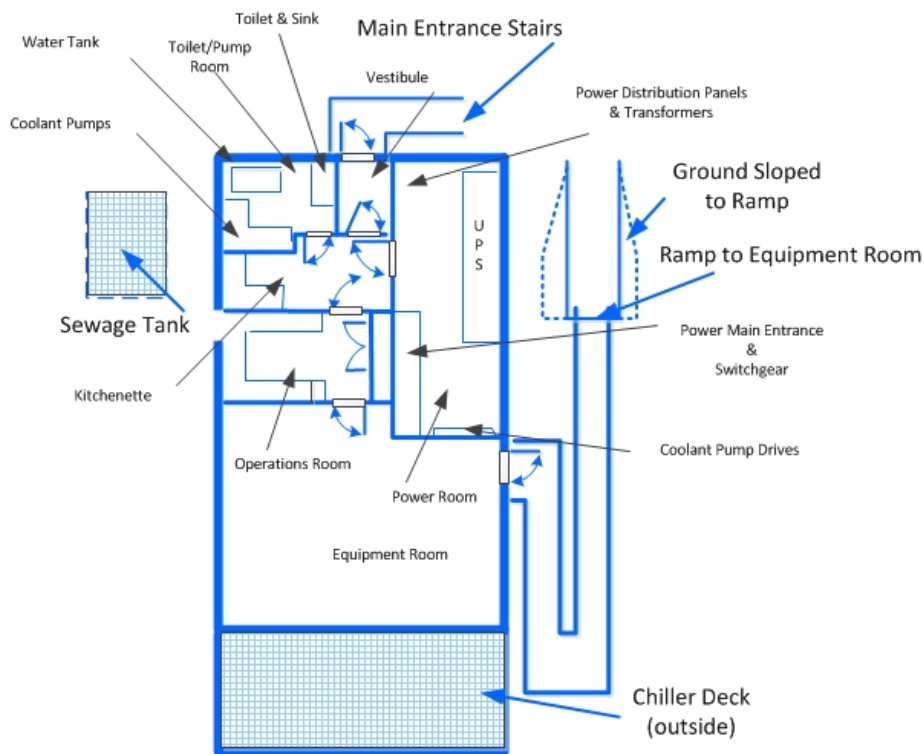 Toilet & Sink
Main Entrance Stairs
Water Tank
Toilet/Pump
Room
Vestibule
Power Distribution Panels
& Transformers
Coolant Pumps
Ground Sloped
to Ramp
UPS
Ramp to Equipment Room
Sewage Tank
Power Main Entrance
&
Switchgear
Kitchenette
Operations Room
Coolant Pump Drives
Power Room
Equipment Room
Chiller Deck
(outside)